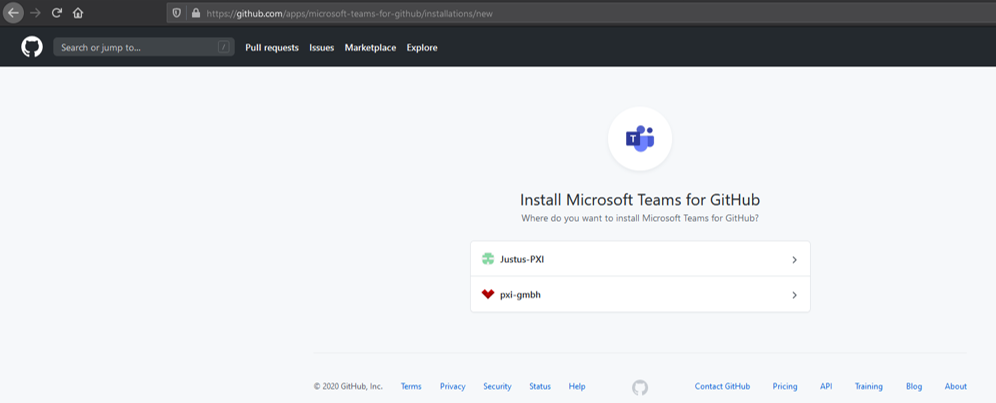 https://github.com/apps/microsoft-teams-for-github/installations/new
Search or jump to... / Pull requests Issues Marketplace Explore
T
Install Microsoft Teams for GitHub
Where do you want to install Microsoft Teams for GitHub?
Justus-PXI
pxi-gmbh
© 2020 GitHub, Inc. Terms Privacy Security Status Help Contact GitHub Pricing API Training Blog About